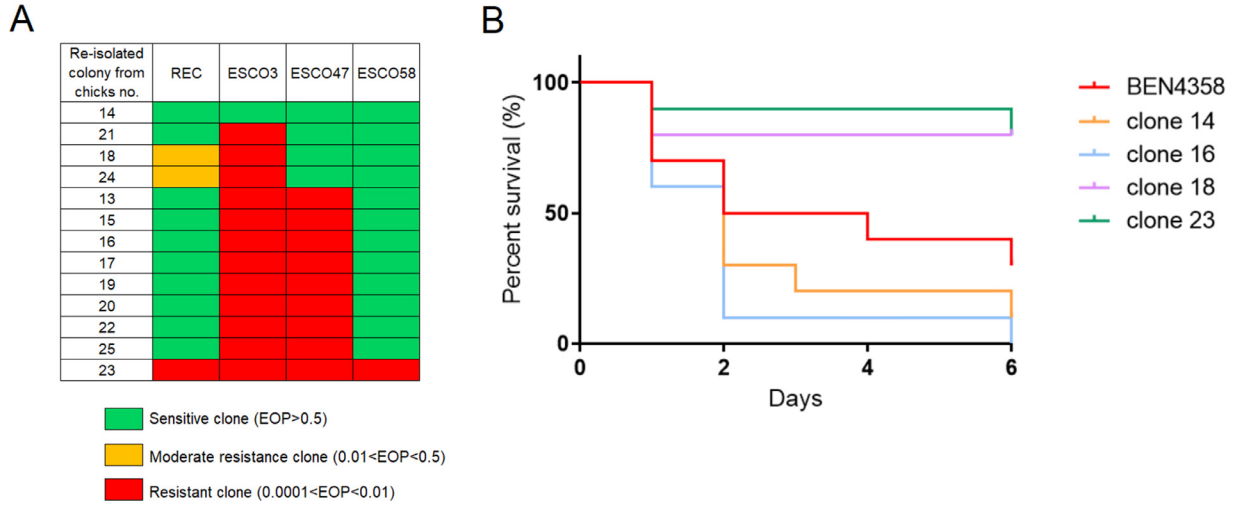 A
Re-isolated
colony from
chicks no.
REC
ESCO3
ESCO47
ESCO58
14
21
18
24
13
15
16
17
19
20
22
25
23
Sensitive clone (EOP>0.5)
Moderate resistance clone (0.01<EOP<0.5)
Resistant clone (0.0001<EOP<0.01)
B
Percent survival (%)
100
50
0
0
2
4
6
Days
BEN4358
clone 14
clone 16
clone 18
clone 23